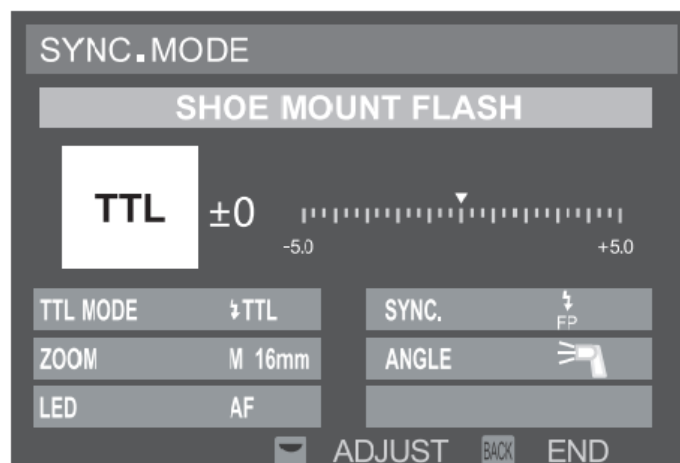 SYNC.MODE
SHOE MOUNT FLASH
TTL ±0
-5.0 +5.0
TTL MODE TTL SYNC. FP
ZOOM M 16mm ANGLE
LED AF
ADJUST BACK END